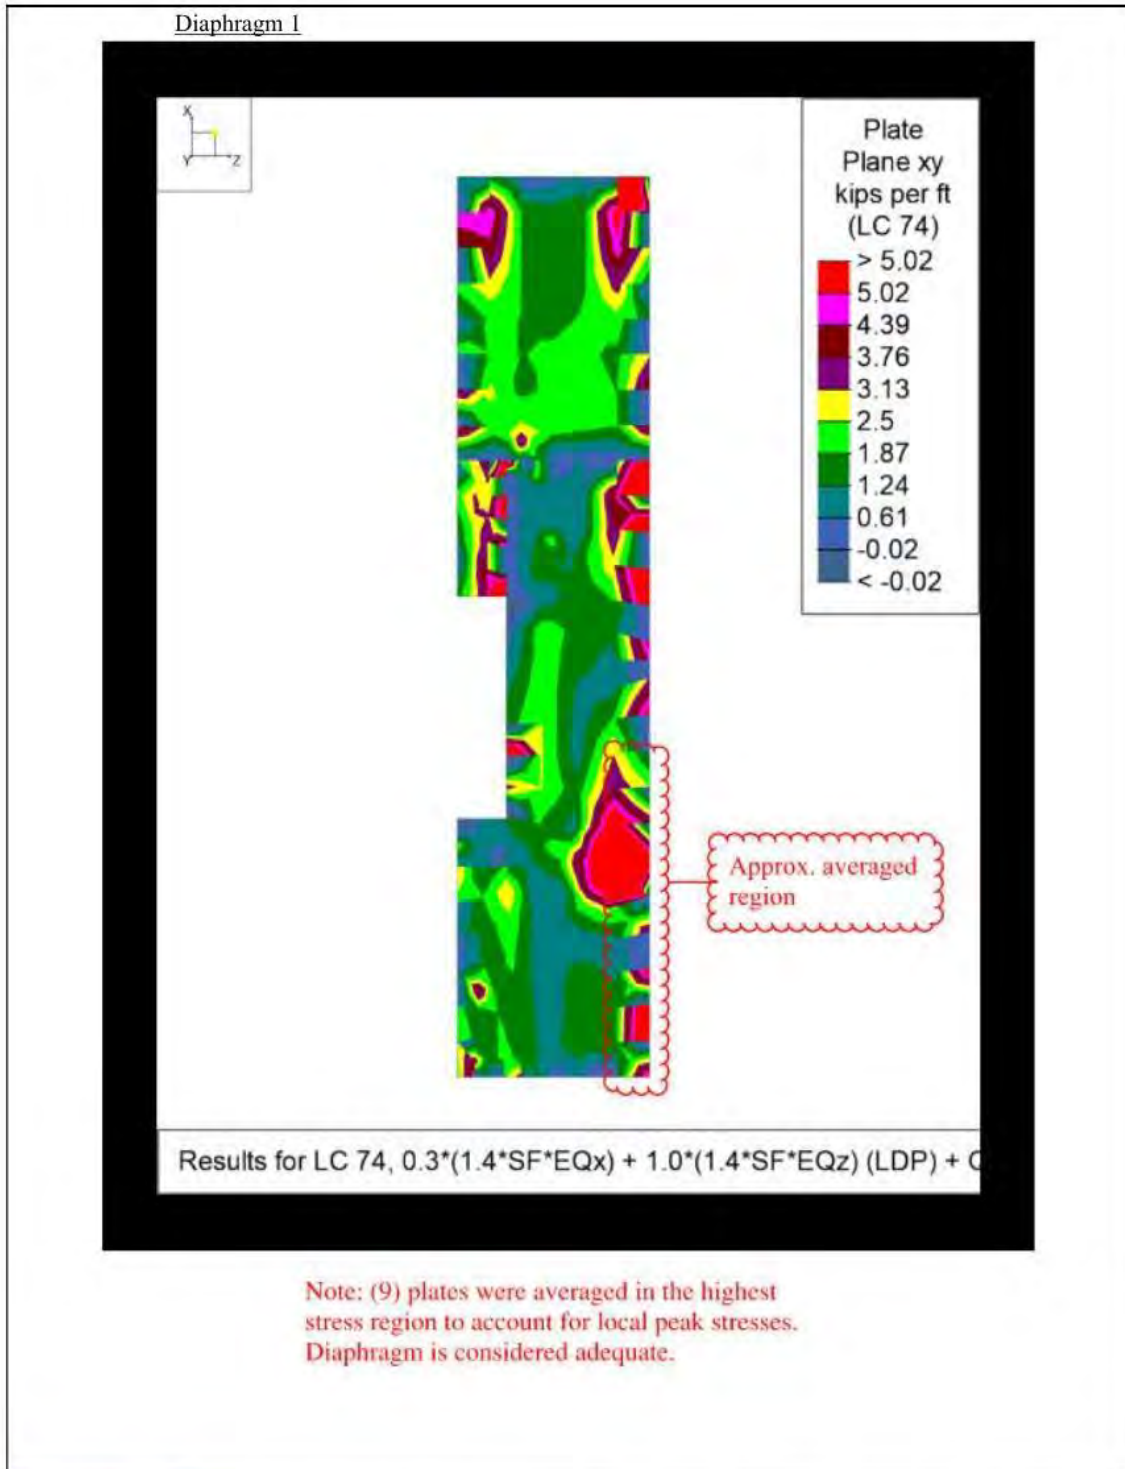 Diaphragm 1
X
Y
Z
Plate
Plane xy
kips per ft
(LC 74)
> 5.02
5.02
4.39
3.76
3.13
2.5
1.87
1.24
0.61
-0.02
< -0.02
Approx. averaged
region
Results for LC 74, 0.3*(1.4*SF*EQx) + 1.0*(1.4*SF*EQz) (LDP) +
Note: (9) plates were averaged in the highest
stress region to account for local peak stresses.
Diaphragm is considered adequate.